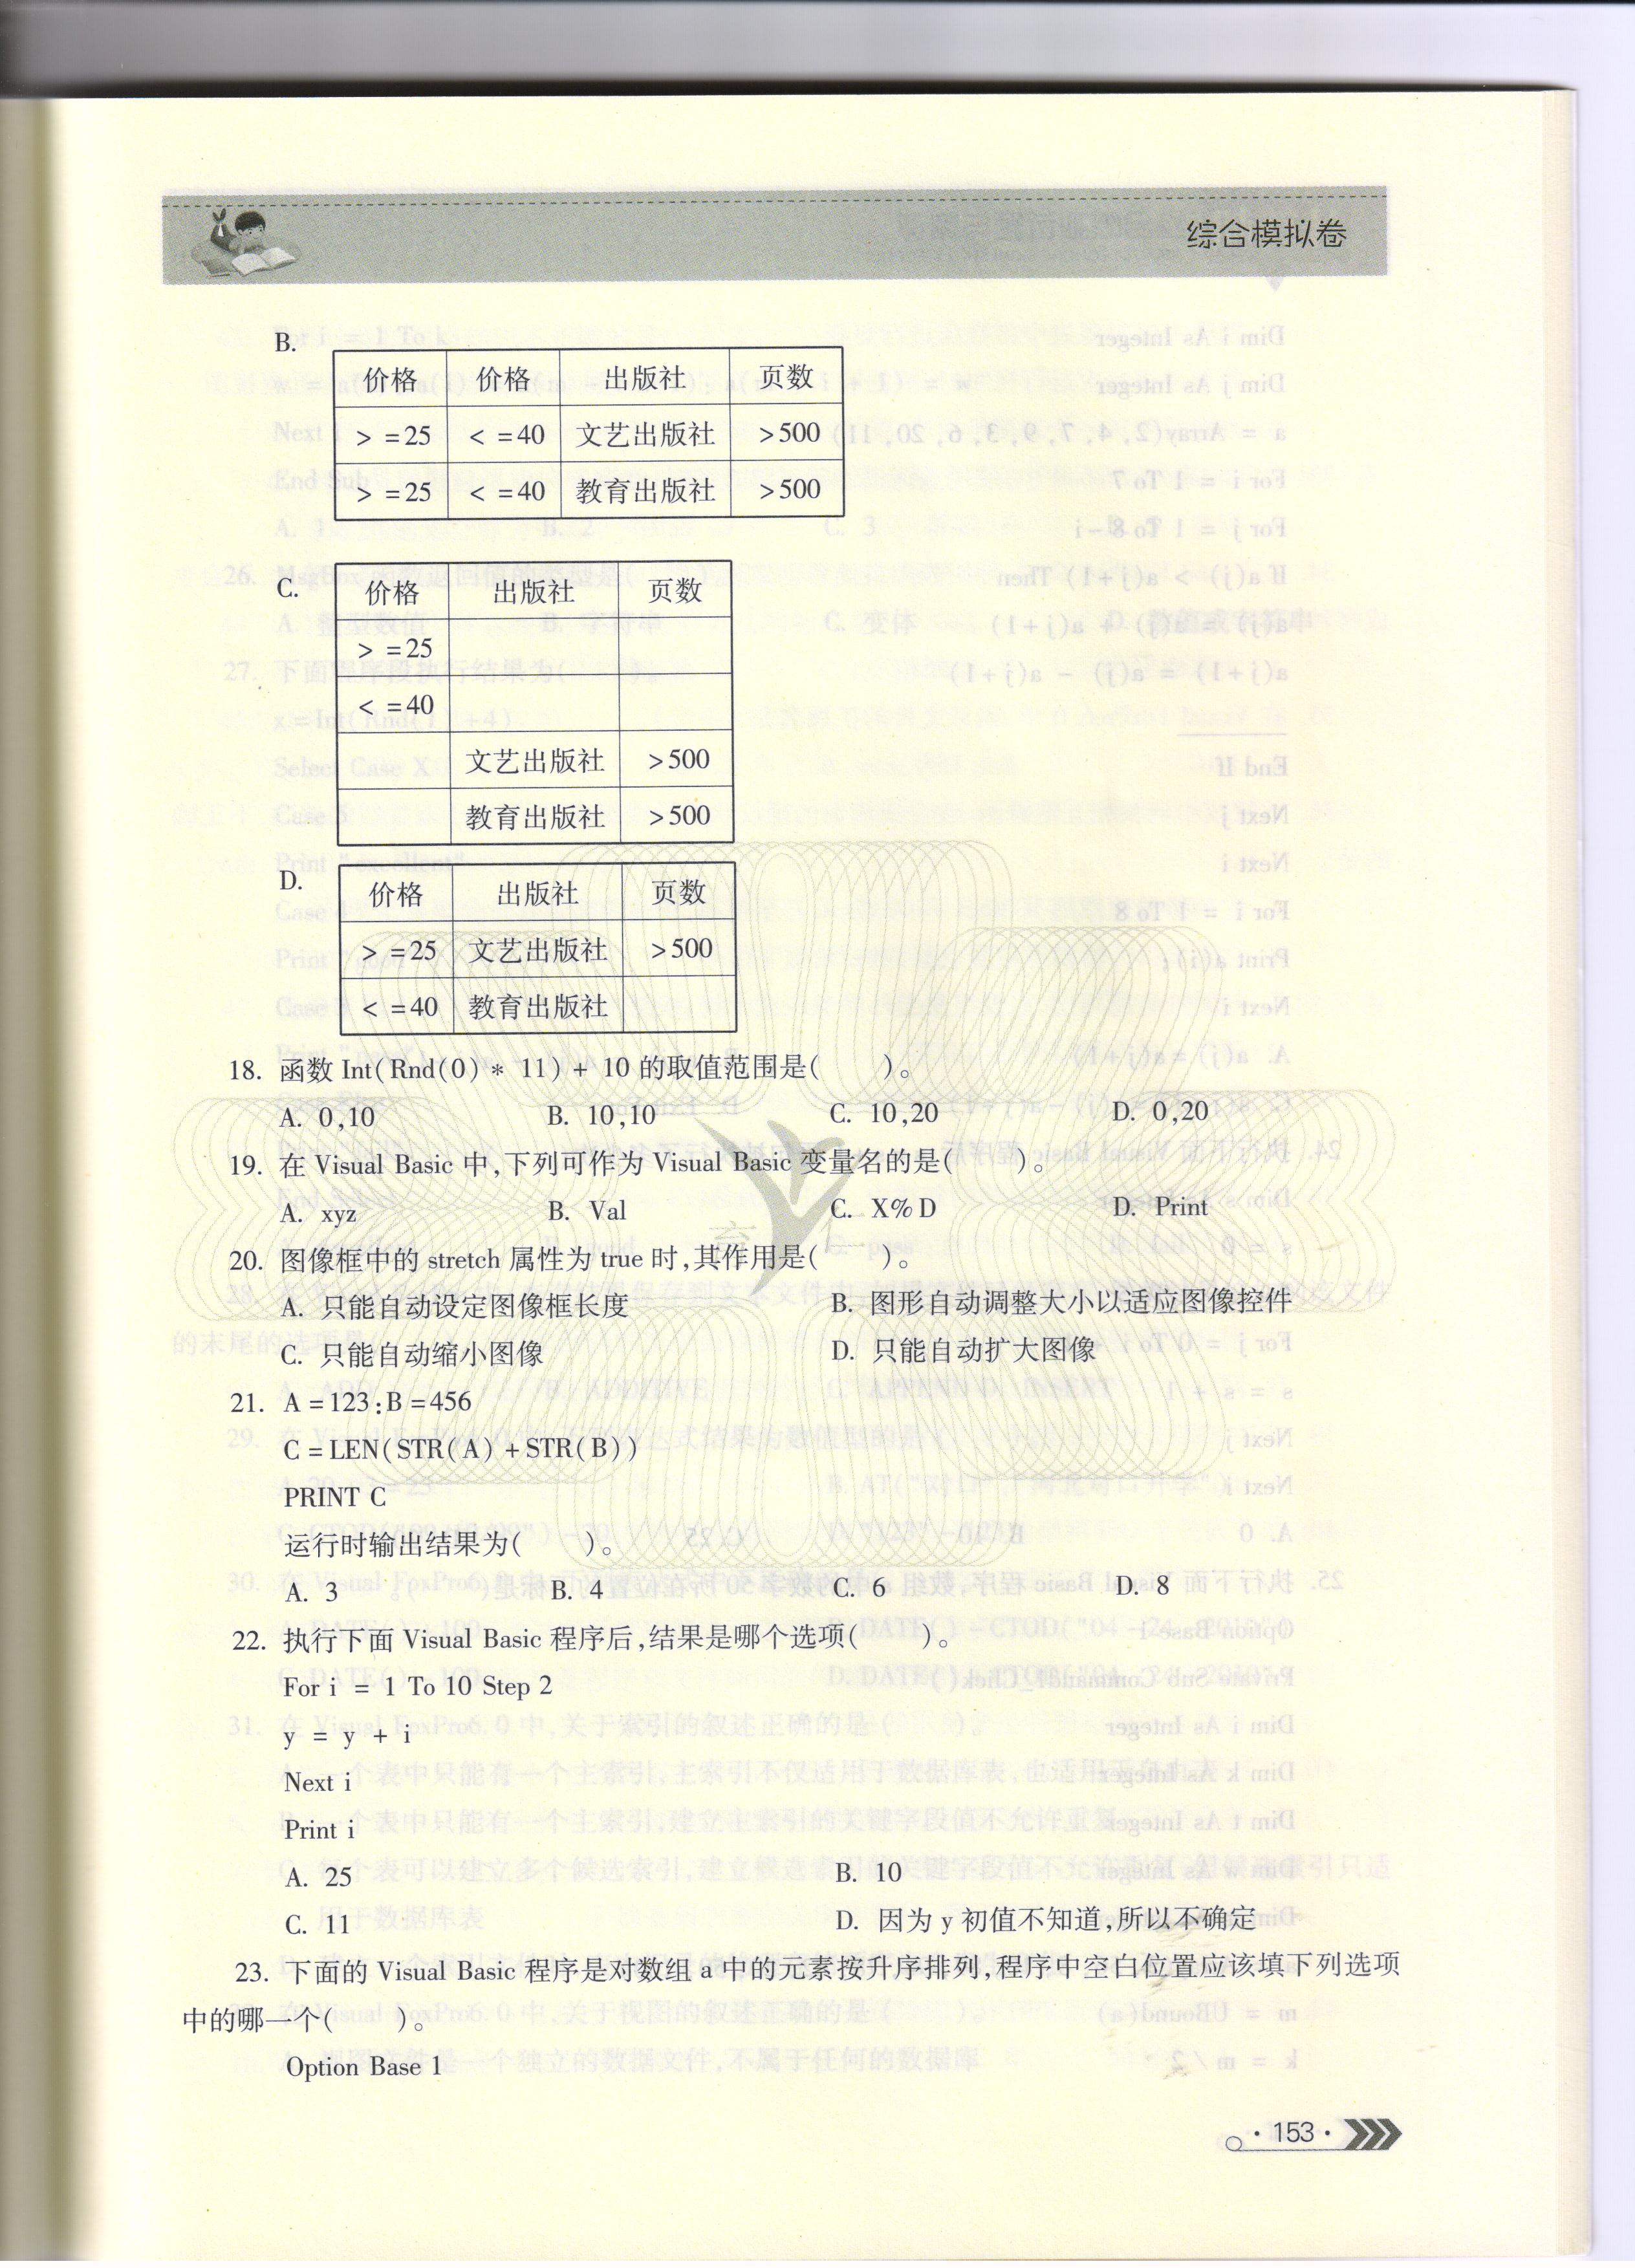 综合模拟卷
B.
价格 价格 出版社 页数
> =25 < =40 文艺出版社 >500
> =25 < =40 教育出版社 >500
C.
价格 出版社 页数
> =25
< =40
文艺出版社 >500
教育出版社 >500
D.
价格 出版社 页数
> =25 文艺出版社 >500
< =40 教育出版社
18. 函数 Int(Rnd(0) * 11) + 10 的取值范围是(  )。
A. 0,10 B. 10,10 C. 10,20 D. 0,20
19. 在 Visual Basic 中,下列可作为 Visual Basic 变量名的是(  )。
A. xyz B. Val C. X% D D. Print
20. 图像框中的 stretch 属性为 true 时,其作用是(  )。
A. 只能自动设定图像框长度 B. 图形自动调整大小以适应图像控件
C. 只能自动缩小图像 D. 只能自动扩大图像
21. A =123:B =456
C = LEN(STR(A) +STR(B))
PRINT C
运行时输出结果为(  )。
A. 3 B. 4 C. 6 D. 8
22. 执行下面 Visual Basic 程序后,结果是哪个选项(  )。
For i = 1 To 10 Step 2
y = y + i
Next i
Print i
A. 25 B. 10
C. 11 D. 因为 y 初值不知道,所以不确定
23. 下面的 Visual Basic 程序是对数组 a 中的元素按升序排列,程序中空白位置应该填下列选项
中的哪一个(  )。
Option Base 1
· 153 ·